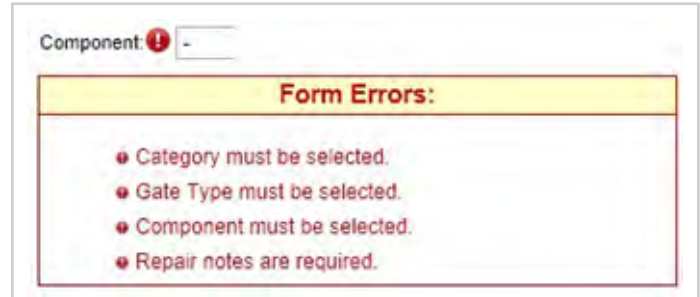 Component: -
Form Errors:
Category must be selected.
Gate Type must be selected.
Component must be selected.
Repair notes are required.